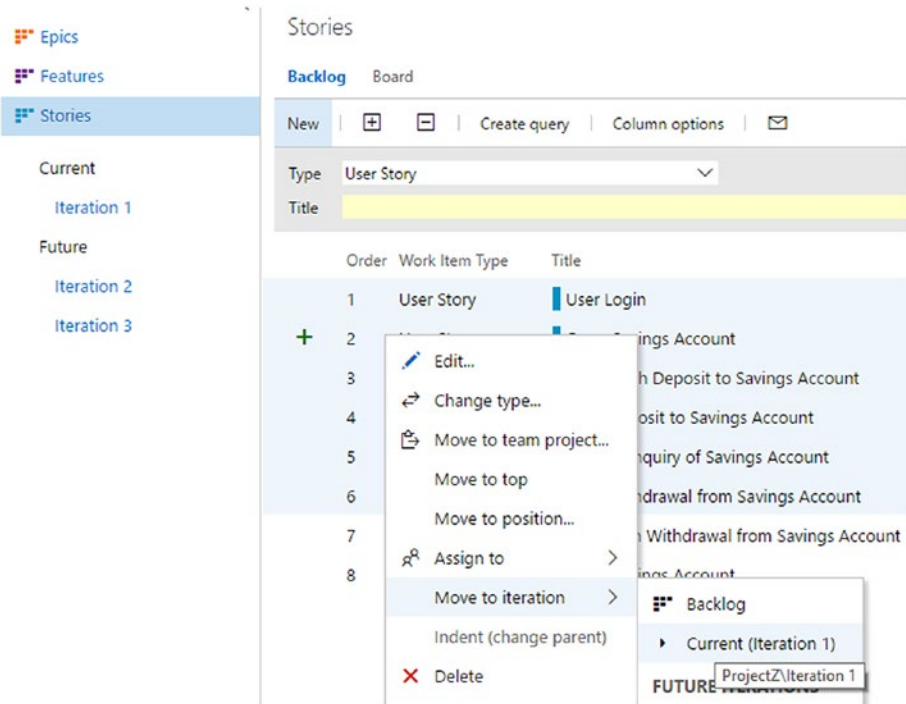 Epics
Features
Stories
Current
Iteration 1
Future
Iteration 2
Iteration 3
Stories
Backlog Board
New Create query Column options
Type User Story
Title
Order Work Item Type Title
1 User Story User Login
2 Savings Account
3 Deposit to Savings Account
4 to Savings Account
5 of Savings Account
6 from Savings Account
7 Withdrawal from Savings Account
8 Account
Edit...
Change type...
Move to team project...
Move to top
Move to position...
Assign to
Move to iteration
Indent (change parent)
Delete
Backlog
Current (Iteration 1)
ProjectZ\Iteration 1
FUTURE